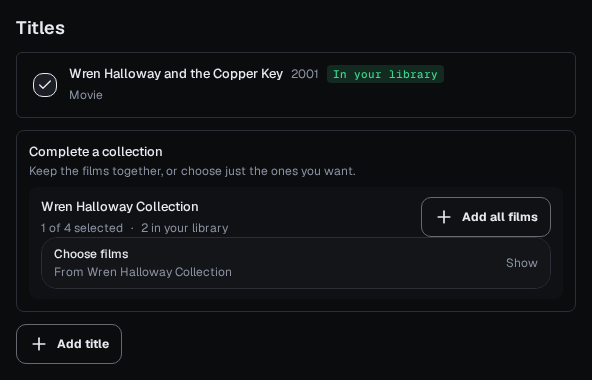 Titles
Wren Halloway and the Copper Key 2001 In your library
Movie
Complete a collection
Keep the films together, or choose just the ones you want.
Wren Halloway Collection
1 of 4 selected · 2 in your library
Add all films
Choose films
From Wren Halloway Collection
Show
Add title